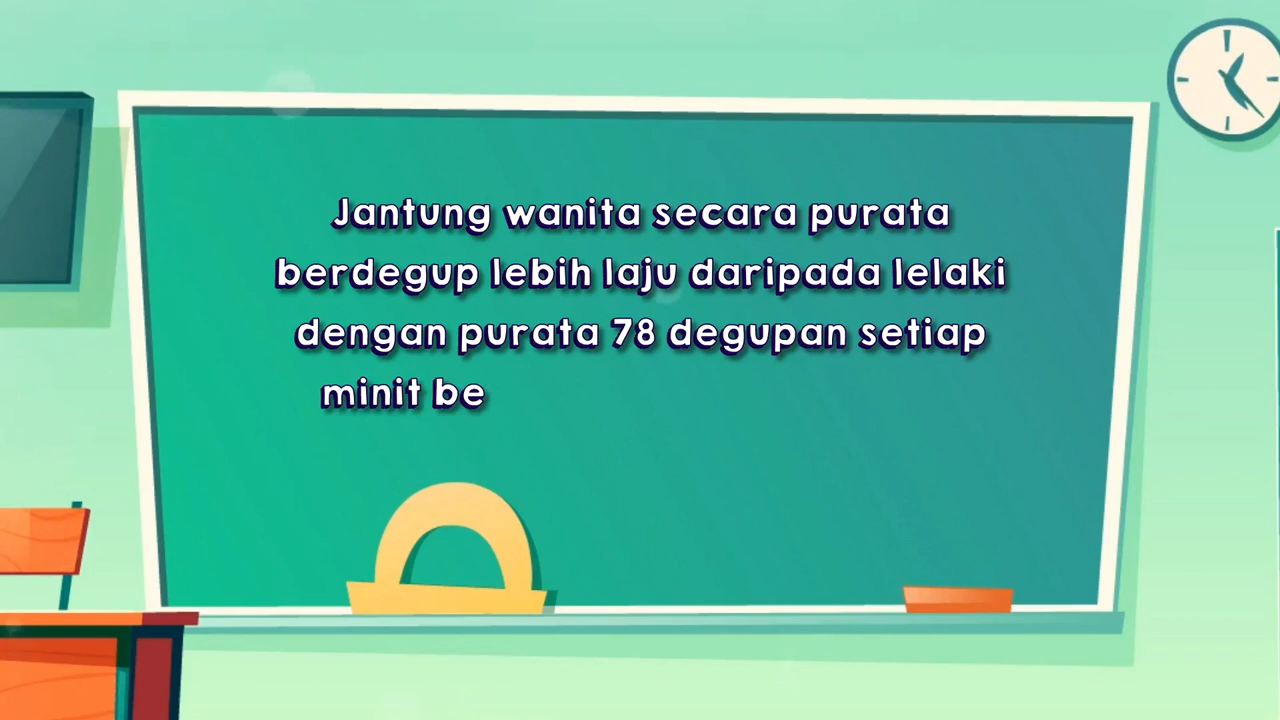 Jantung wanita secara purata
berdegup lebih laju daripada lelaki
dengan purata 78 degupan setiap
minit be